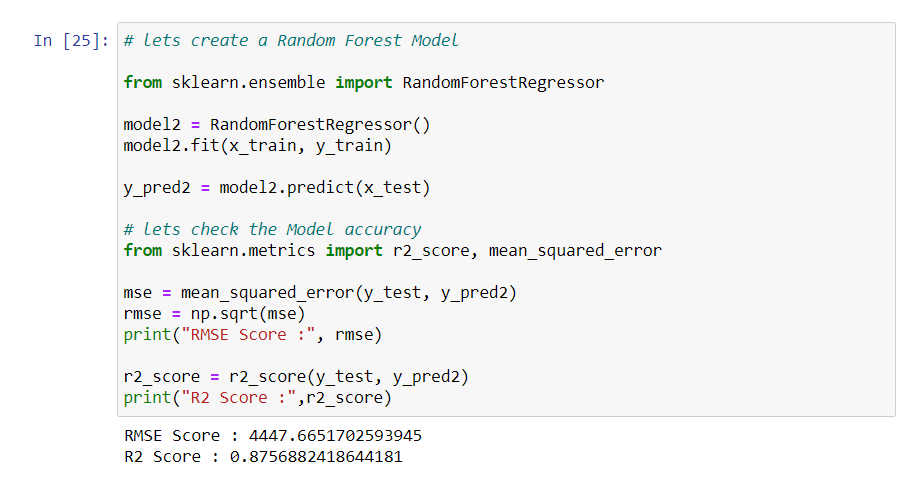 In [25]: # lets create a Random Forest Model
from sklearn.ensemble import RandomForestRegressor
model2 = RandomForestRegressor()
model2.fit(x_train, y_train)
y_pred2 = model2.predict(x_test)
# lets check the Model accuracy
from sklearn.metrics import r2_score, mean_squared_error
mse = mean_squared_error(y_test, y_pred2)
rmse = np.sqrt(mse)
print("RMSE Score :", rmse)
r2_score = r2_score(y_test, y_pred2)
print("R2 Score :",r2_score)
RMSE Score : 4447.6651702593945
R2 Score : 0.8756882418644181